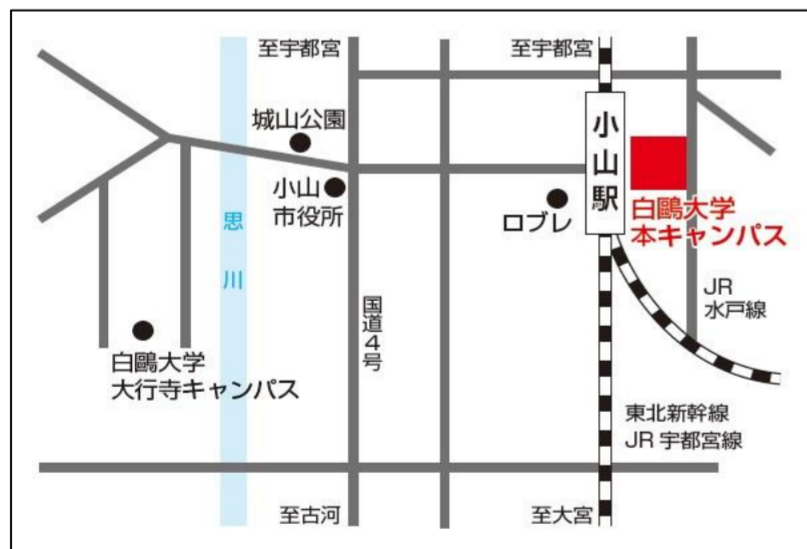 至宇都宮
至宇都宮
城山公園
小山駅
小山
市役所
ロブレ
白鷗大学
本キャンパス
思川
国道4号
JR
水戸線
白鷗大学
大行寺キャンパス
東北新幹線
JR 宇都宮線
至古河
至大宮